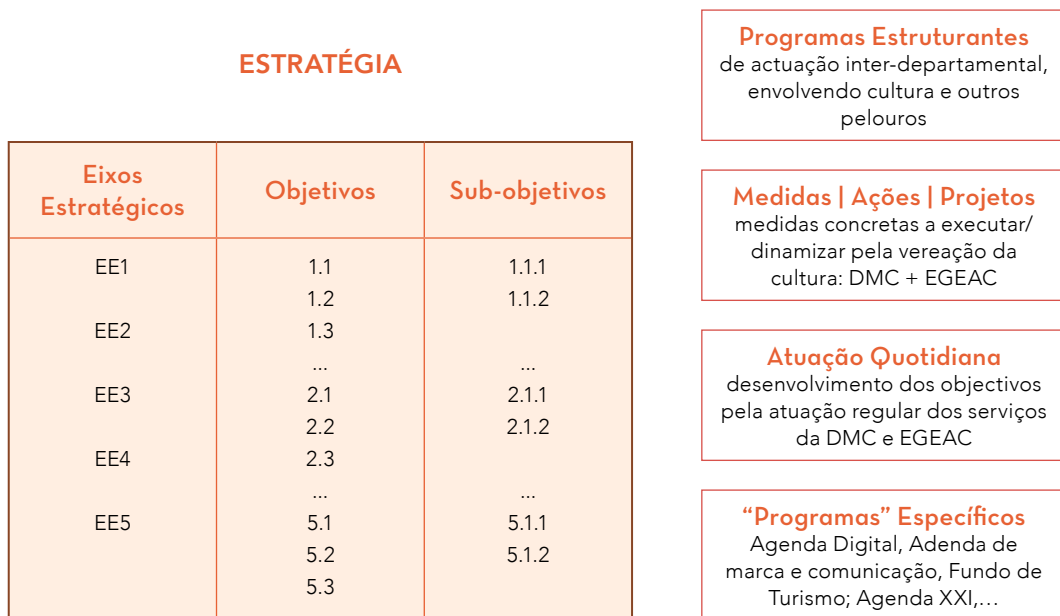 ESTRATÉGIA
Eixos
Estratégicos
Objetivos
Sub-objetivos
EE1
1.1
1.1.1
1.2
1.1.2
EE2
1.3
...
...
EE3
2.1
2.1.1
2.2
2.1.2
EE4
2.3
...
...
EE5
5.1
5.1.1
5.2
5.1.2
5.3
Programas Estruturantes
de actuação inter-departamental,
envolvendo cultura e outros
pelouros
Medidas | Ações | Projetos
medidas concretas a executar/
dinamizar pela vereação da
cultura: DMC + EGEAC
Atuação Quotidiana
desenvolvimento dos objectivos
pela atuação regular dos serviços
da DMC e EGEAC
“Programas” Específicos
Agenda Digital, Adenda de
marca e comunicação, Fundo de
Turismo; Agenda XXI,...